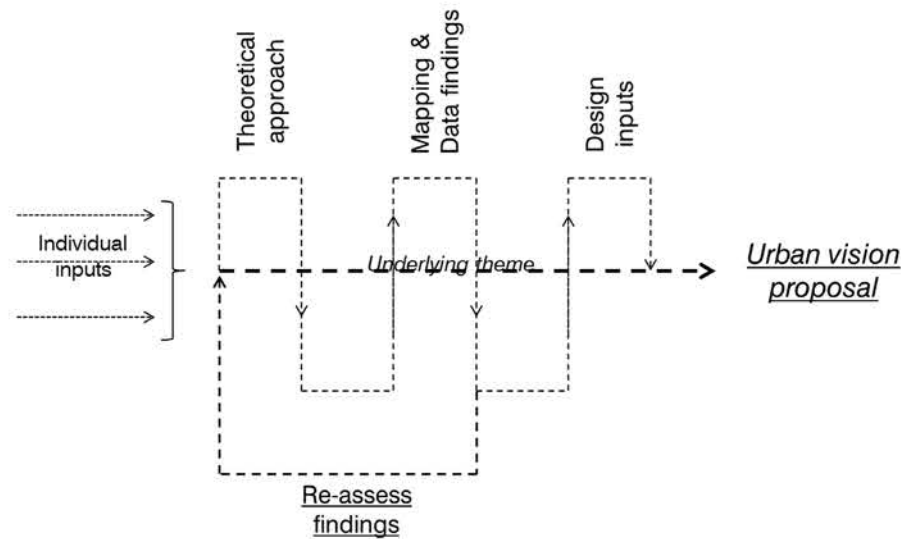 Theoretical
approach
Mapping &
Data findings
Design
inputs
Individual
inputs
Underlying theme
Urban vision
proposal
Re-assess
findings